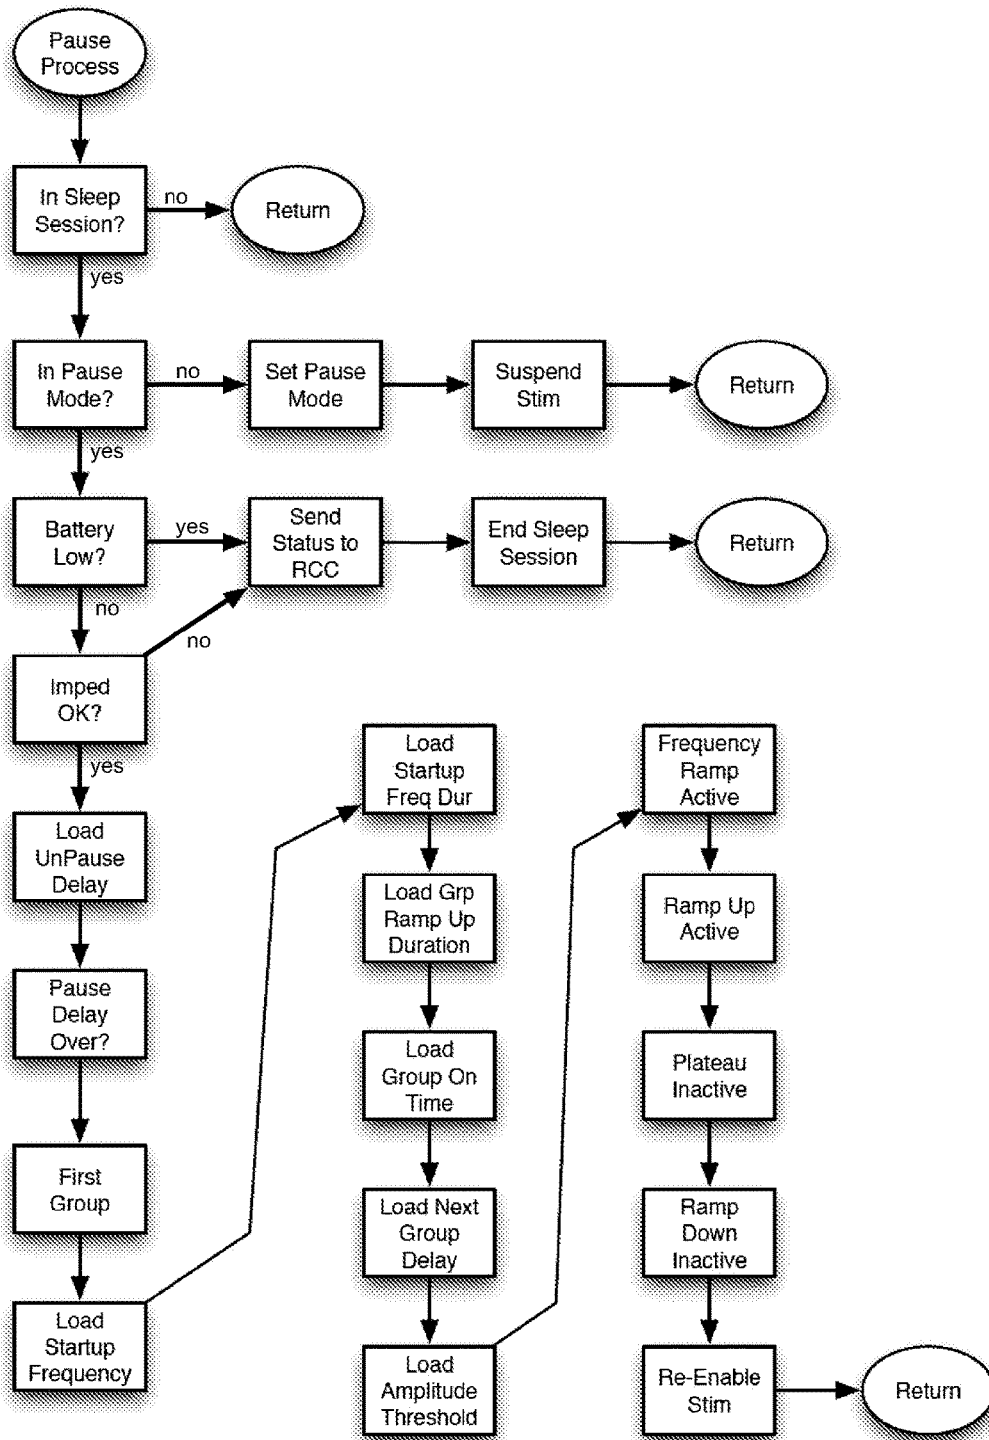 Pause
Process
In Sleep
Session?
no
Return
yes
In Pause
Mode?
no
Set Pause
Mode
Suspend
Stim
Return
yes
Battery
Low?
yes
Send
Status to
RCC
End Sleep
Session
Return
no
no
Imped
OK?
yes
Load
UnPause
Delay
Pause
Delay
Over?
First
Group
Load
Startup
Frequency
Load
Startup
Freq Dur
Load Grp
Ramp Up
Duration
Load
Group On
Time
Load Next
Group
Delay
Load
Amplitude
Threshold
Frequency
Ramp
Active
Ramp Up
Active
Plateau
Inactive
Ramp
Down
Inactive
Re-Enable
Stim
Return